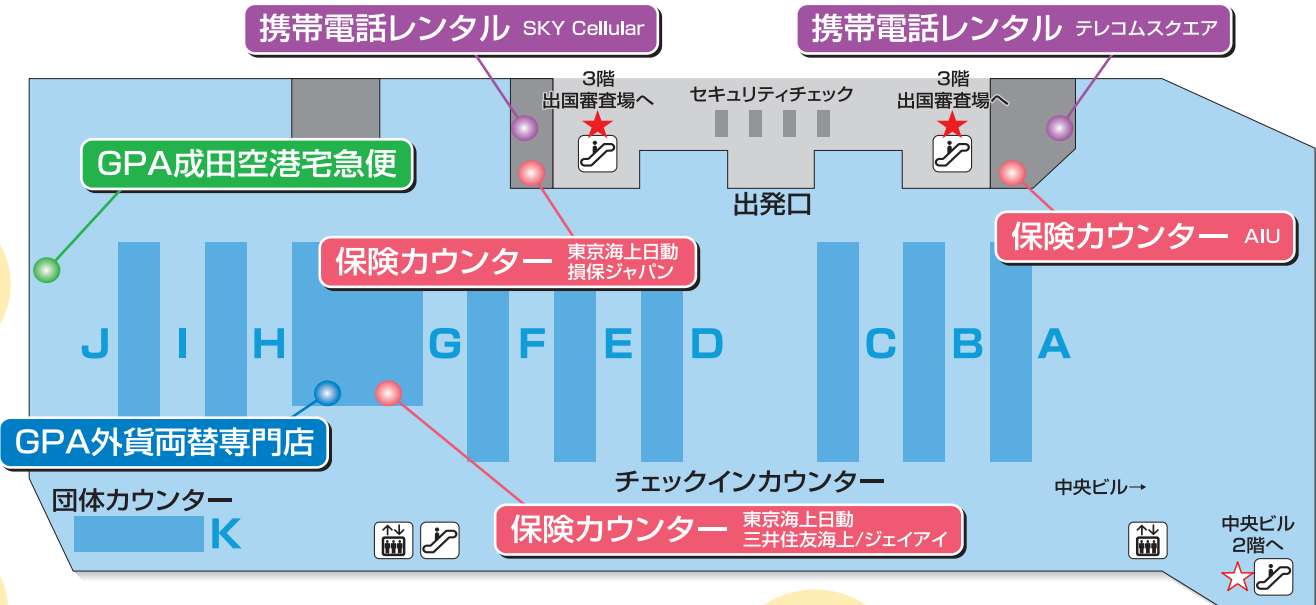 携帯電話レンタル SKY Cellular
携帯電話レンタル テレコムスクエア
3階
出国審査場へ
セキュリティチェック
3階
出国審査場へ
GPA成田空港宅急便
出発口
保険カウンター 東京海上日動
損保ジャパン
保険カウンター AIU
J I H G F E D C B A
GPA外貨両替専門店
チェックインカウンター
団体カウンター
K
中央ビル→
保険カウンター 東京海上日動
三井住友海上/ジェイアイ
中央ビル
2階へ